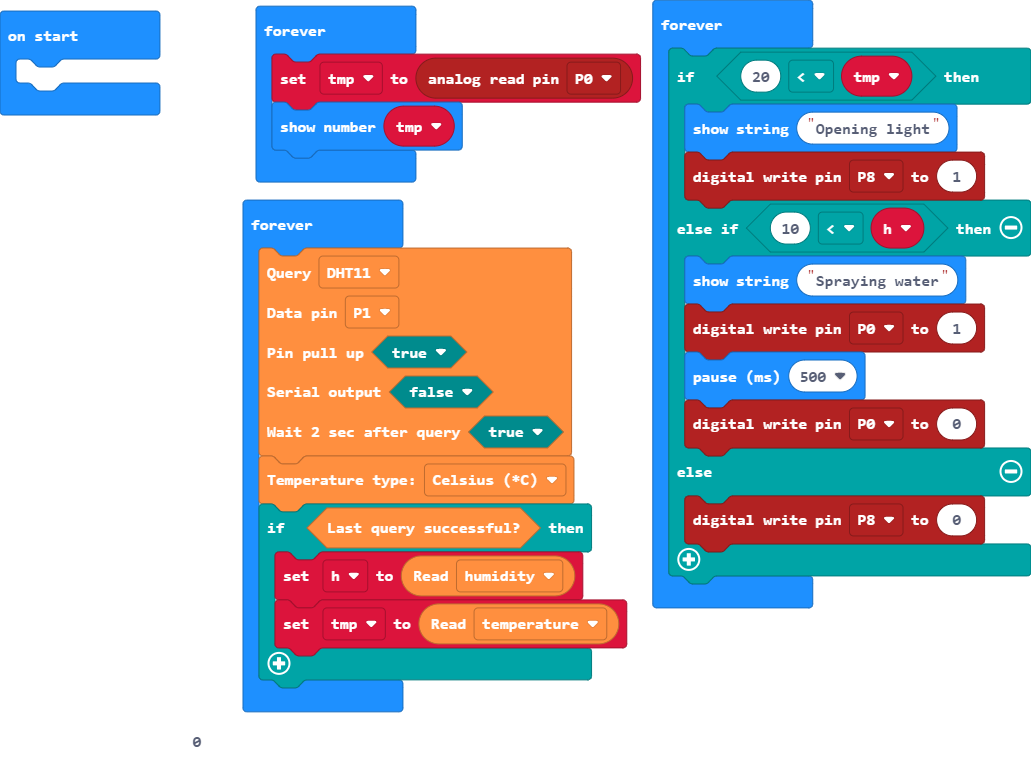 on start
forever
set tmp to analog read pin P0
show number tmp
forever
Query DHT11
Data pin P1
Pin pull up true
Serial output false
Wait 2 sec after query true
Temperature type: Celsius (*C)
if Last query successful? then
set h to Read humidity
set tmp to Read temperature
0
forever
if 20 < tmp then
show string "Opening light"
digital write pin P8 to 1
else if 10 < h then
show string "Spraying water"
digital write pin P0 to 1
pause (ms) 500
digital write pin P0 to 0
else
digital write pin P8 to 0